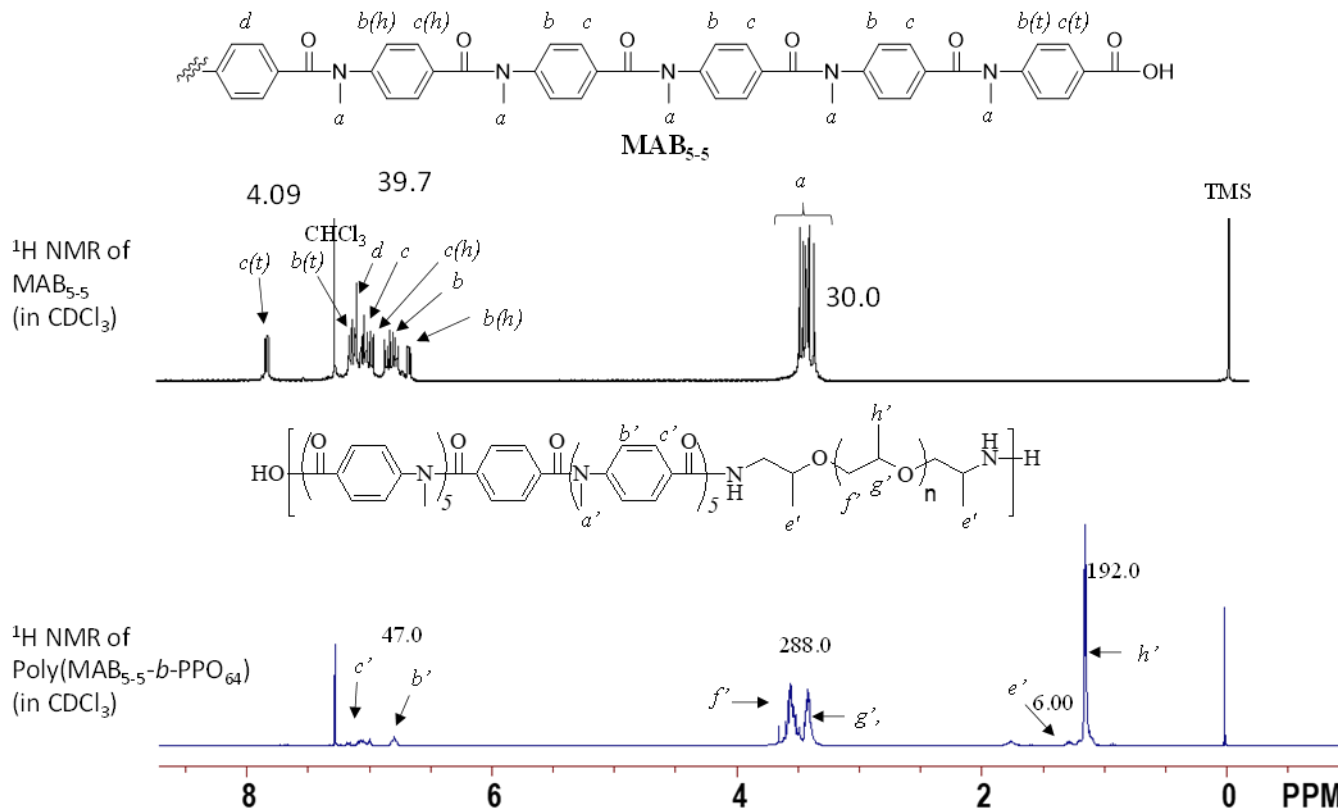 d b(h) c(h) b c b c b c b(t) c(t)
O O O O O O
N N N N N OH
a a a a a
MAB5-5
4.09 39.7 a TMS
¹H NMR of
MAB5-5
(in CDCl3)
CHCl3
c(t) b(t) d c c(h) b b(h)
30.0
h'
O O O b' c' O H
HO N N N O O N H
5 5 H n
a' e' f' g' e'
192.0
¹H NMR of
Poly(MAB5-5-b-PPO64)
(in CDCl3)
47.0 288.0
c' b' f' g', e' 6.00 h'
8 6 4 2 0 PPM